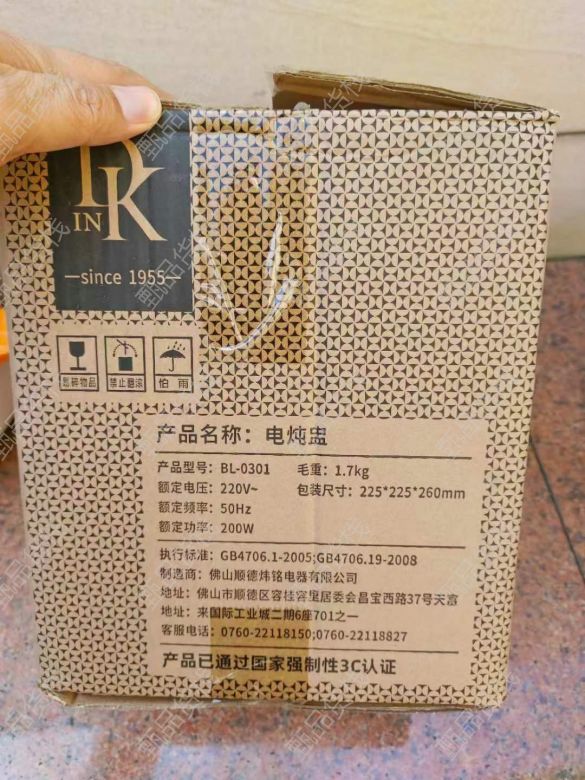 IN K
—since 1955—
易碎物品 禁止翻滚 怕雨
产品名称：电炖盅
产品型号：BL-0301 毛重：1.7kg
额定电压：220V~ 包装尺寸：225*225*260mm
额定频率：50Hz
额定功率：200W
执行标准：GB4706.1-2005;GB4706.19-2008
制造商：佛山顺德炜铭电器有限公司
地址：佛山市顺德区容桂容里居委会昌宝西路37号天富
地址：来国际工业城二期6座701之一
客服电话：0760-22118150;0760-22118827
产品已通过国家强制性3C认证
甄品货栈